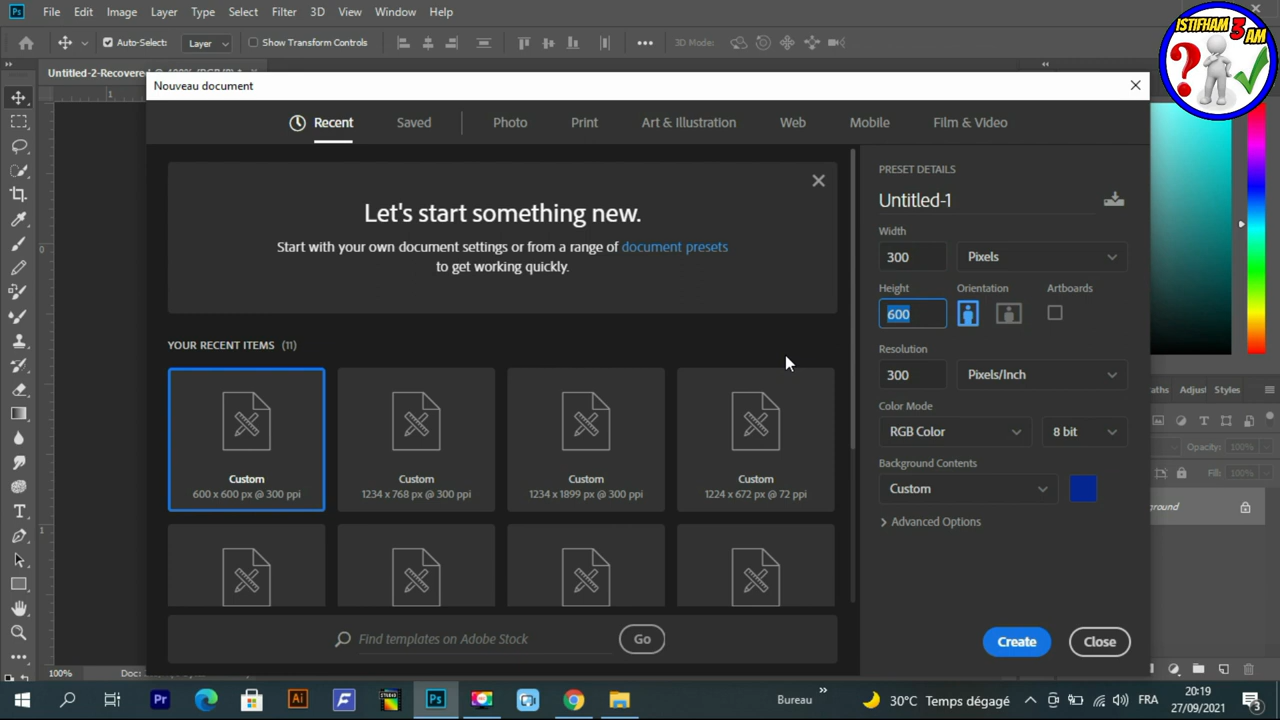 File Edit Image Layer Type Select Filter 3D View Window Help
ISTIFHAM 3 AM
Auto-Select: Layer Show Transform Controls 3D Mode:
Untitled-2-Recovere
Nouveau document
Recent Saved Photo Print Art & Illustration Web Mobile Film & Video
Let's start something new.
Start with your own document settings or from a range of document presets
to get working quickly.
YOUR RECENT ITEMS (11)
Custom
600 x 600 px @ 300 ppi
Custom
1234 x 768 px @ 300 ppi
Custom
1234 x 1899 px @ 300 ppi
Custom
1224 x 672 px @ 72 ppi
Find templates on Adobe Stock Go
PRESET DETAILS
Untitled-1
Width
300 Pixels
Height Orientation Artboards
600
Resolution
300 Pixels/Inch
Color Mode
RGB Color 8 bit
Background Contents
Custom
Advanced Options
Create Close
aths Adjust Styles
Opacity: 100%
Fill: 100%
ground
100% Doc:
Bureau 30°C Temps dégagé FRA 20:19
27/09/2021
3